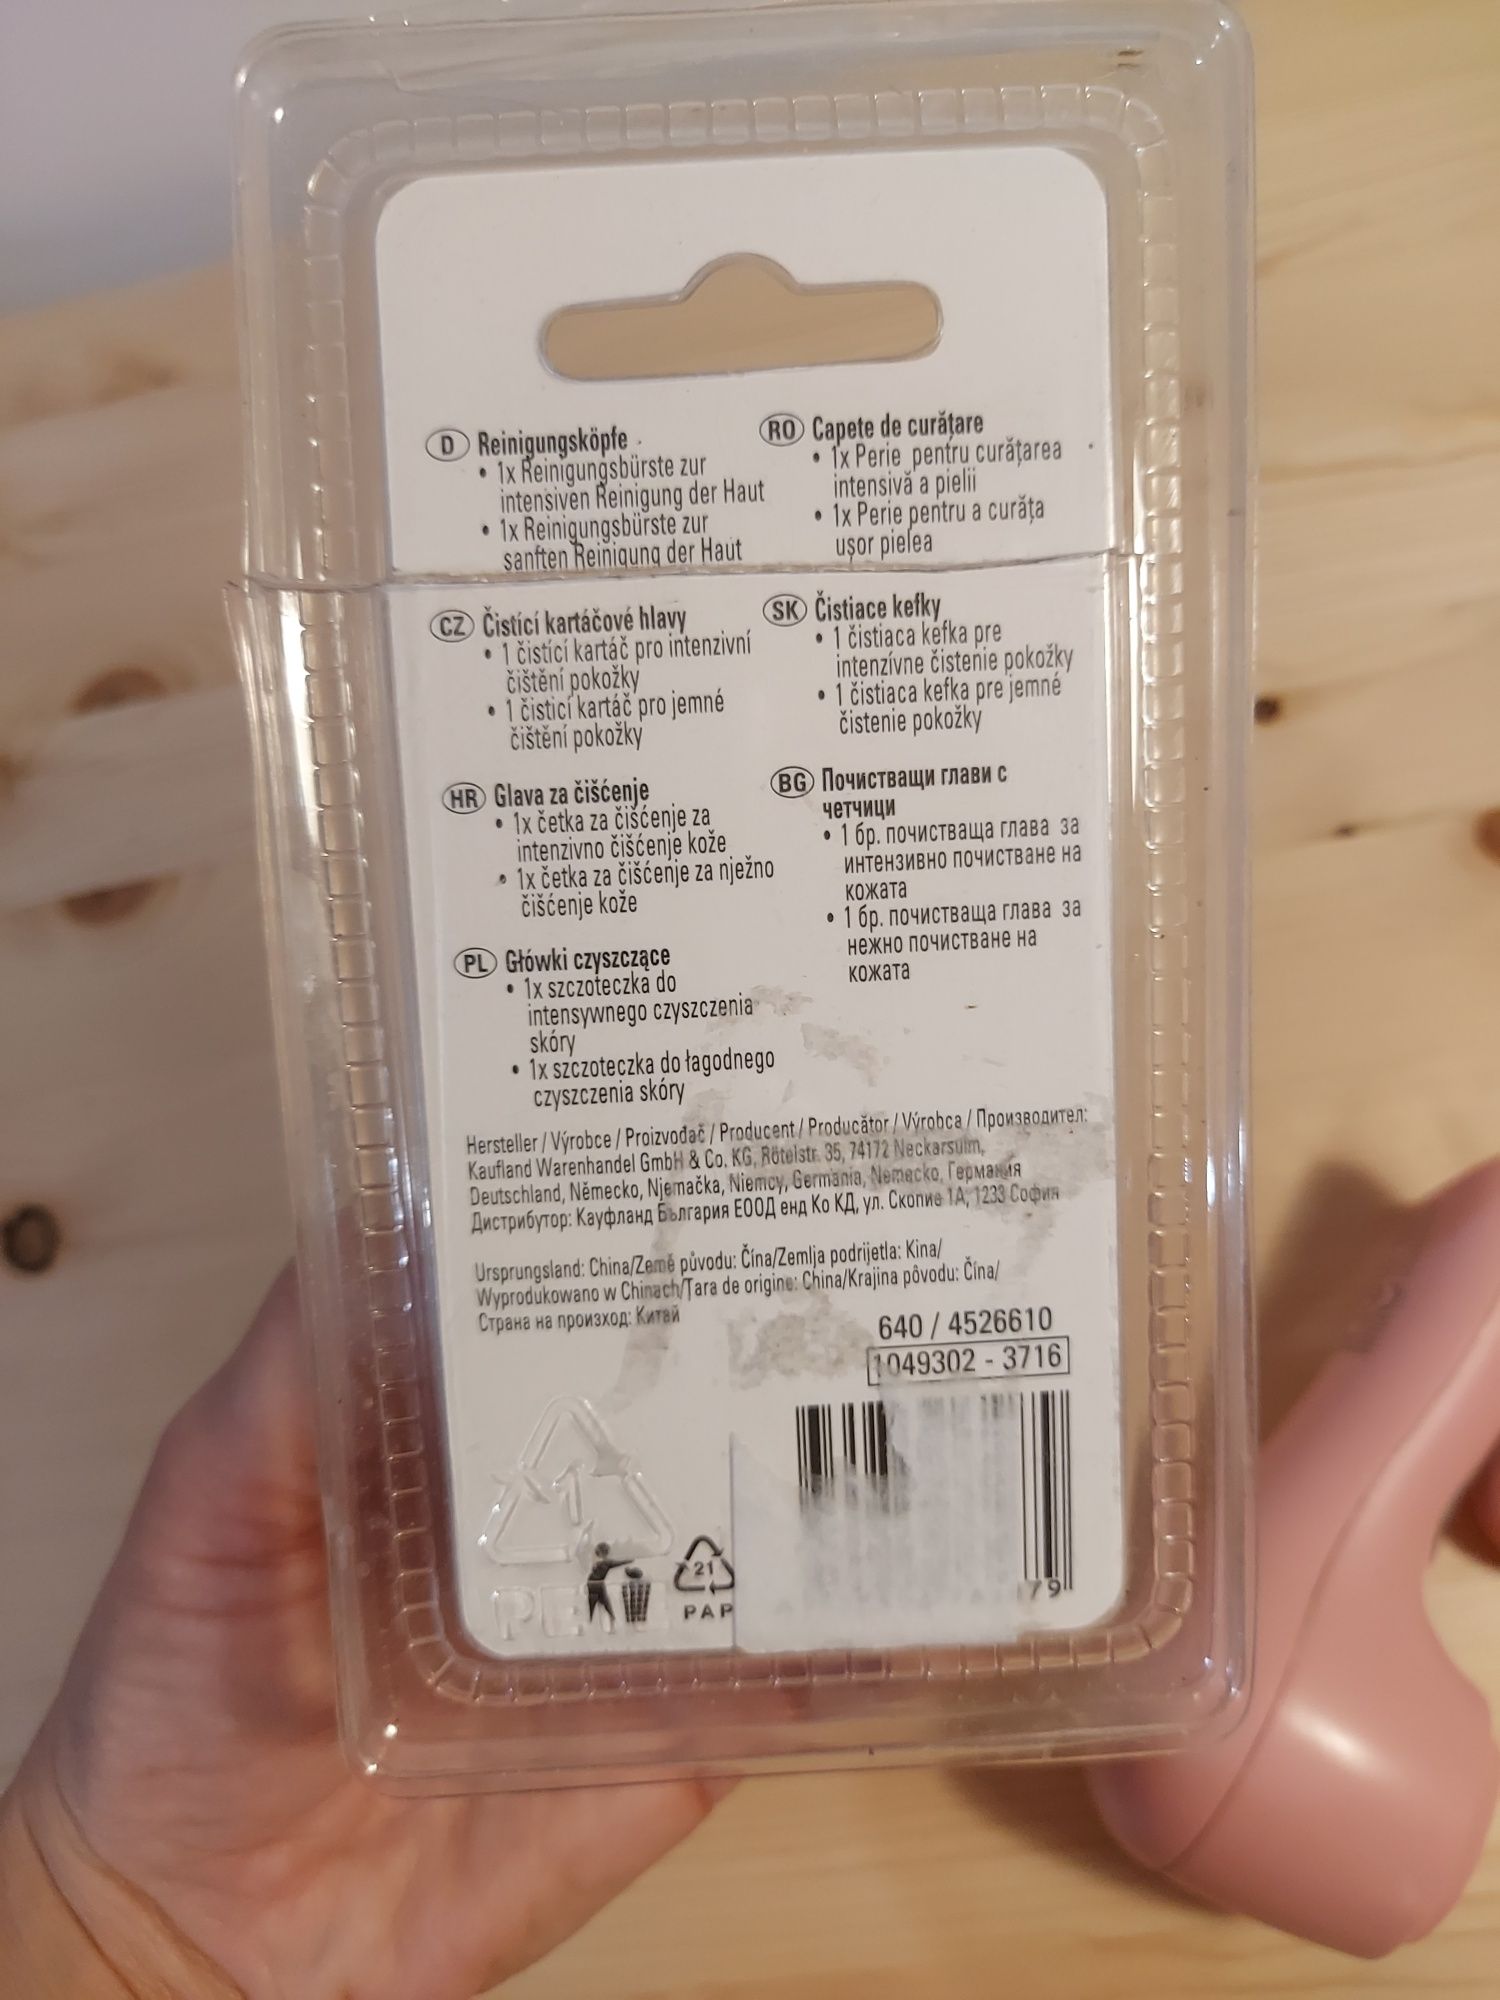 D Reinigungsköpfe
• 1x Reinigungsbürste zur
intensiven Reinigung der Haut
• 1x Reinigungsbürste zur
sanften Reinigung der Haut
RO Capete de curățare
• 1x Perie pentru curățarea
intensivă a pielii
• 1x Perie pentru a curăța
ușor pielea
CZ Čistící kartáčové hlavy
• 1 čistící kartáč pro intenzivní
čištění pokožky
• 1 čisticí kartáč pro jemné
čištění pokožky
SK Čistiace kefky
• 1 čistiaca kefka pre
intenzívne čistenie pokožky
• 1 čistiaca kefka pre jemné
čistenie pokožky
HR Glava za čišćenje
• 1x četka za čišćenje za
intenzivno čišćenje kože
• 1x četka za čišćenje za nježno
čišćenje kože
BG Почистващи глави с
четчици
• 1 бр. почистваща глава за
интензивно почистване на
кожата
• 1 бр. почистваща глава за
нежно почистване на
кожата
PL Główki czyszczące
• 1x szczoteczka do
intensywnego czyszczenia
skóry
• 1x szczoteczka do łagodnego
czyszczenia skóry
Hersteller / Výrobce / Proizvođač / Producent / Producător / Výrobca / Производител:
Kaufland Warenhandel GmbH & Co. KG, Rötelstr. 35, 74172 Neckarsulm,
Deutschland, Německo, Njemačka, Niemcy, Germania, Nemecko, Германия
Дистрибутор: Кауфланд България ЕООД енд Ко КД, ул. Скопие 1А, 1233 София
Ursprungsland: China/Země původu: Čína/Zemlja podrijetla: Kina/
Wyprodukowano w Chinach/Țara de origine: China/Krajina pôvodu: Čína/
Страна на произход: Китай
640 / 4526610
1049302 - 3716
1
21
PAP
79